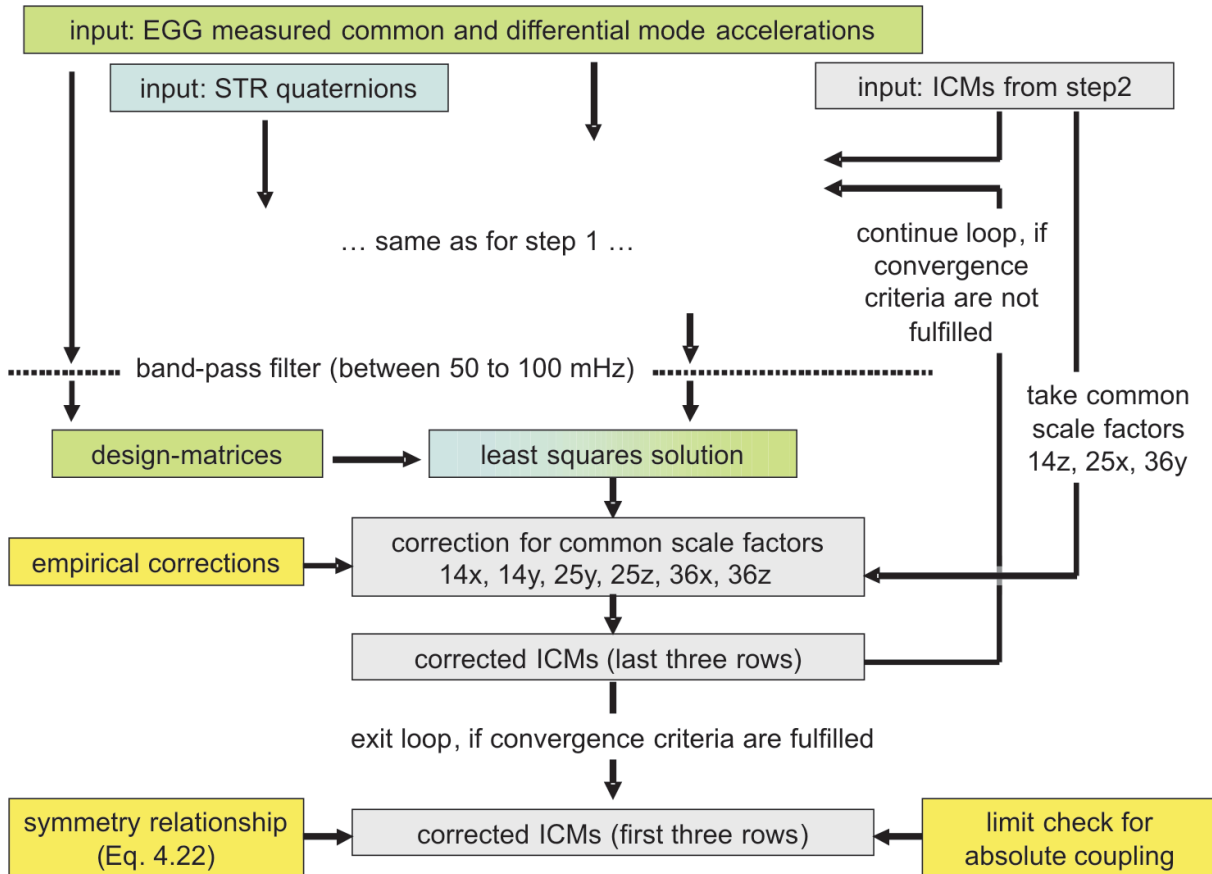 input: EGG measured common and differential mode accelerations
input: STR quaternions
input: ICMs from step2
… same as for step 1 …
continue loop, if
convergence
criteria are not
fulfilled
band-pass filter (between 50 to 100 mHz)
take common
scale factors
14z, 25x, 36y
design-matrices
least squares solution
empirical corrections
correction for common scale factors
14x, 14y, 25y, 25z, 36x, 36z
corrected ICMs (last three rows)
exit loop, if convergence criteria are fulfilled
symmetry relationship
(Eq. 4.22)
corrected ICMs (first three rows)
limit check for
absolute coupling